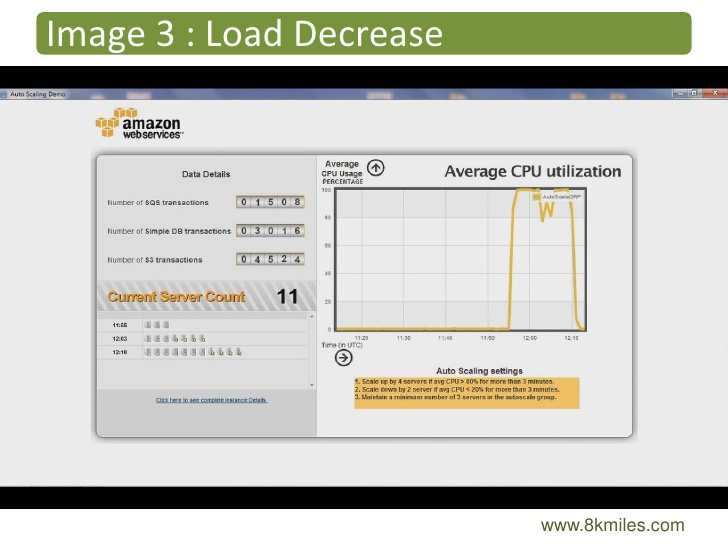 Image 3 : Load Decrease
Auto Scaling Demo
amazon
webservices™
Data Details
Number of SQS transactions 0 1 5 0 8
Number of Simple DB transactions 0 3 0 1 6
Number of S3 transactions 0 4 5 2 4
Current Server Count 11
11:55
12:03
12:10
Click here to see complete Instance Details.
Average
CPU Usage
PERCENTAGE
Average CPU utilization
100
80
60
40
20
0
11:20 11:30 11:40 11:50 12:00 12:10
Time (in UTC)
Auto Scaling settings
1. Scale up by 4 servers if avg CPU > 80% for more than 3 minutes.
2. Scale down by 2 server if avg CPU < 20% for more than 3 minutes.
3. Maintain a minimum number of 3 servers in the autoscale group.
www.8kmiles.com